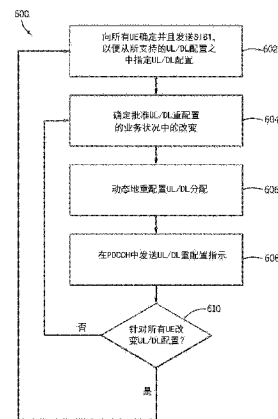 600
向所有UE确定并且发送SIB1,
以便从所支持的UL/DL配置之
中指定UL/DL配置
602
确定批准UL/DL重配置
的业务状况中的改变
604
动态地重配置UL/DL分配
606
在PDCCH中发送UL/DL重配置指示
608
针对所有UE改
变UL/DL配置?
610
否
是